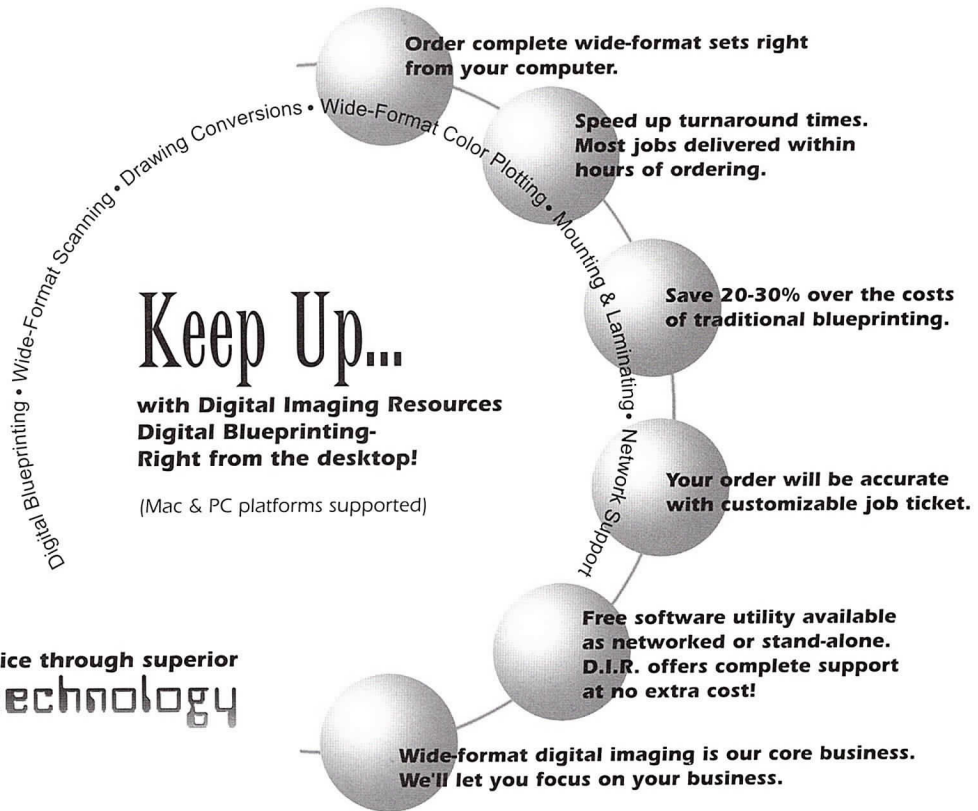 Order complete wide-format sets right
from your computer.
Digital Blueprinting • Wide-Format Scanning • Drawing Conversions • Wide-Format Color Plotting • Mounting & Laminating • Network Support
Speed up turnaround times.
Most jobs delivered within
hours of ordering.
Save 20-30% over the costs
of traditional blueprinting.
Keep Up...
with Digital Imaging Resources
Digital Blueprinting-
Right from the desktop!
(Mac & PC platforms supported)
Your order will be accurate
with customizable job ticket.
Free software utility available
as networked or stand-alone.
D.I.R. offers complete support
at no extra cost!
through superior
Wide-format digital imaging is our core business.
We'll let you focus on your business.